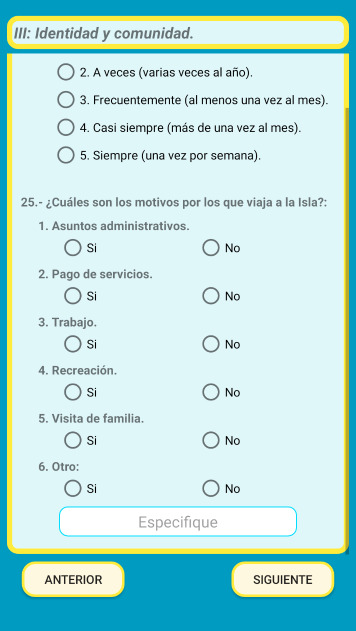 III: Identidad y comunidad.
2. A veces (varias veces al año).
3. Frecuentemente (al menos una vez al mes).
4. Casi siempre (más de una vez al mes).
5. Siempre (una vez por semana).
25.- ¿Cuáles son los motivos por los que viaja a la Isla?:
1. Asuntos administrativos.
Si No
2. Pago de servicios.
Si No
3. Trabajo.
Si No
4. Recreación.
Si No
5. Visita de familia.
Si No
6. Otro:
Si No
Especifique
ANTERIOR SIGUIENTE